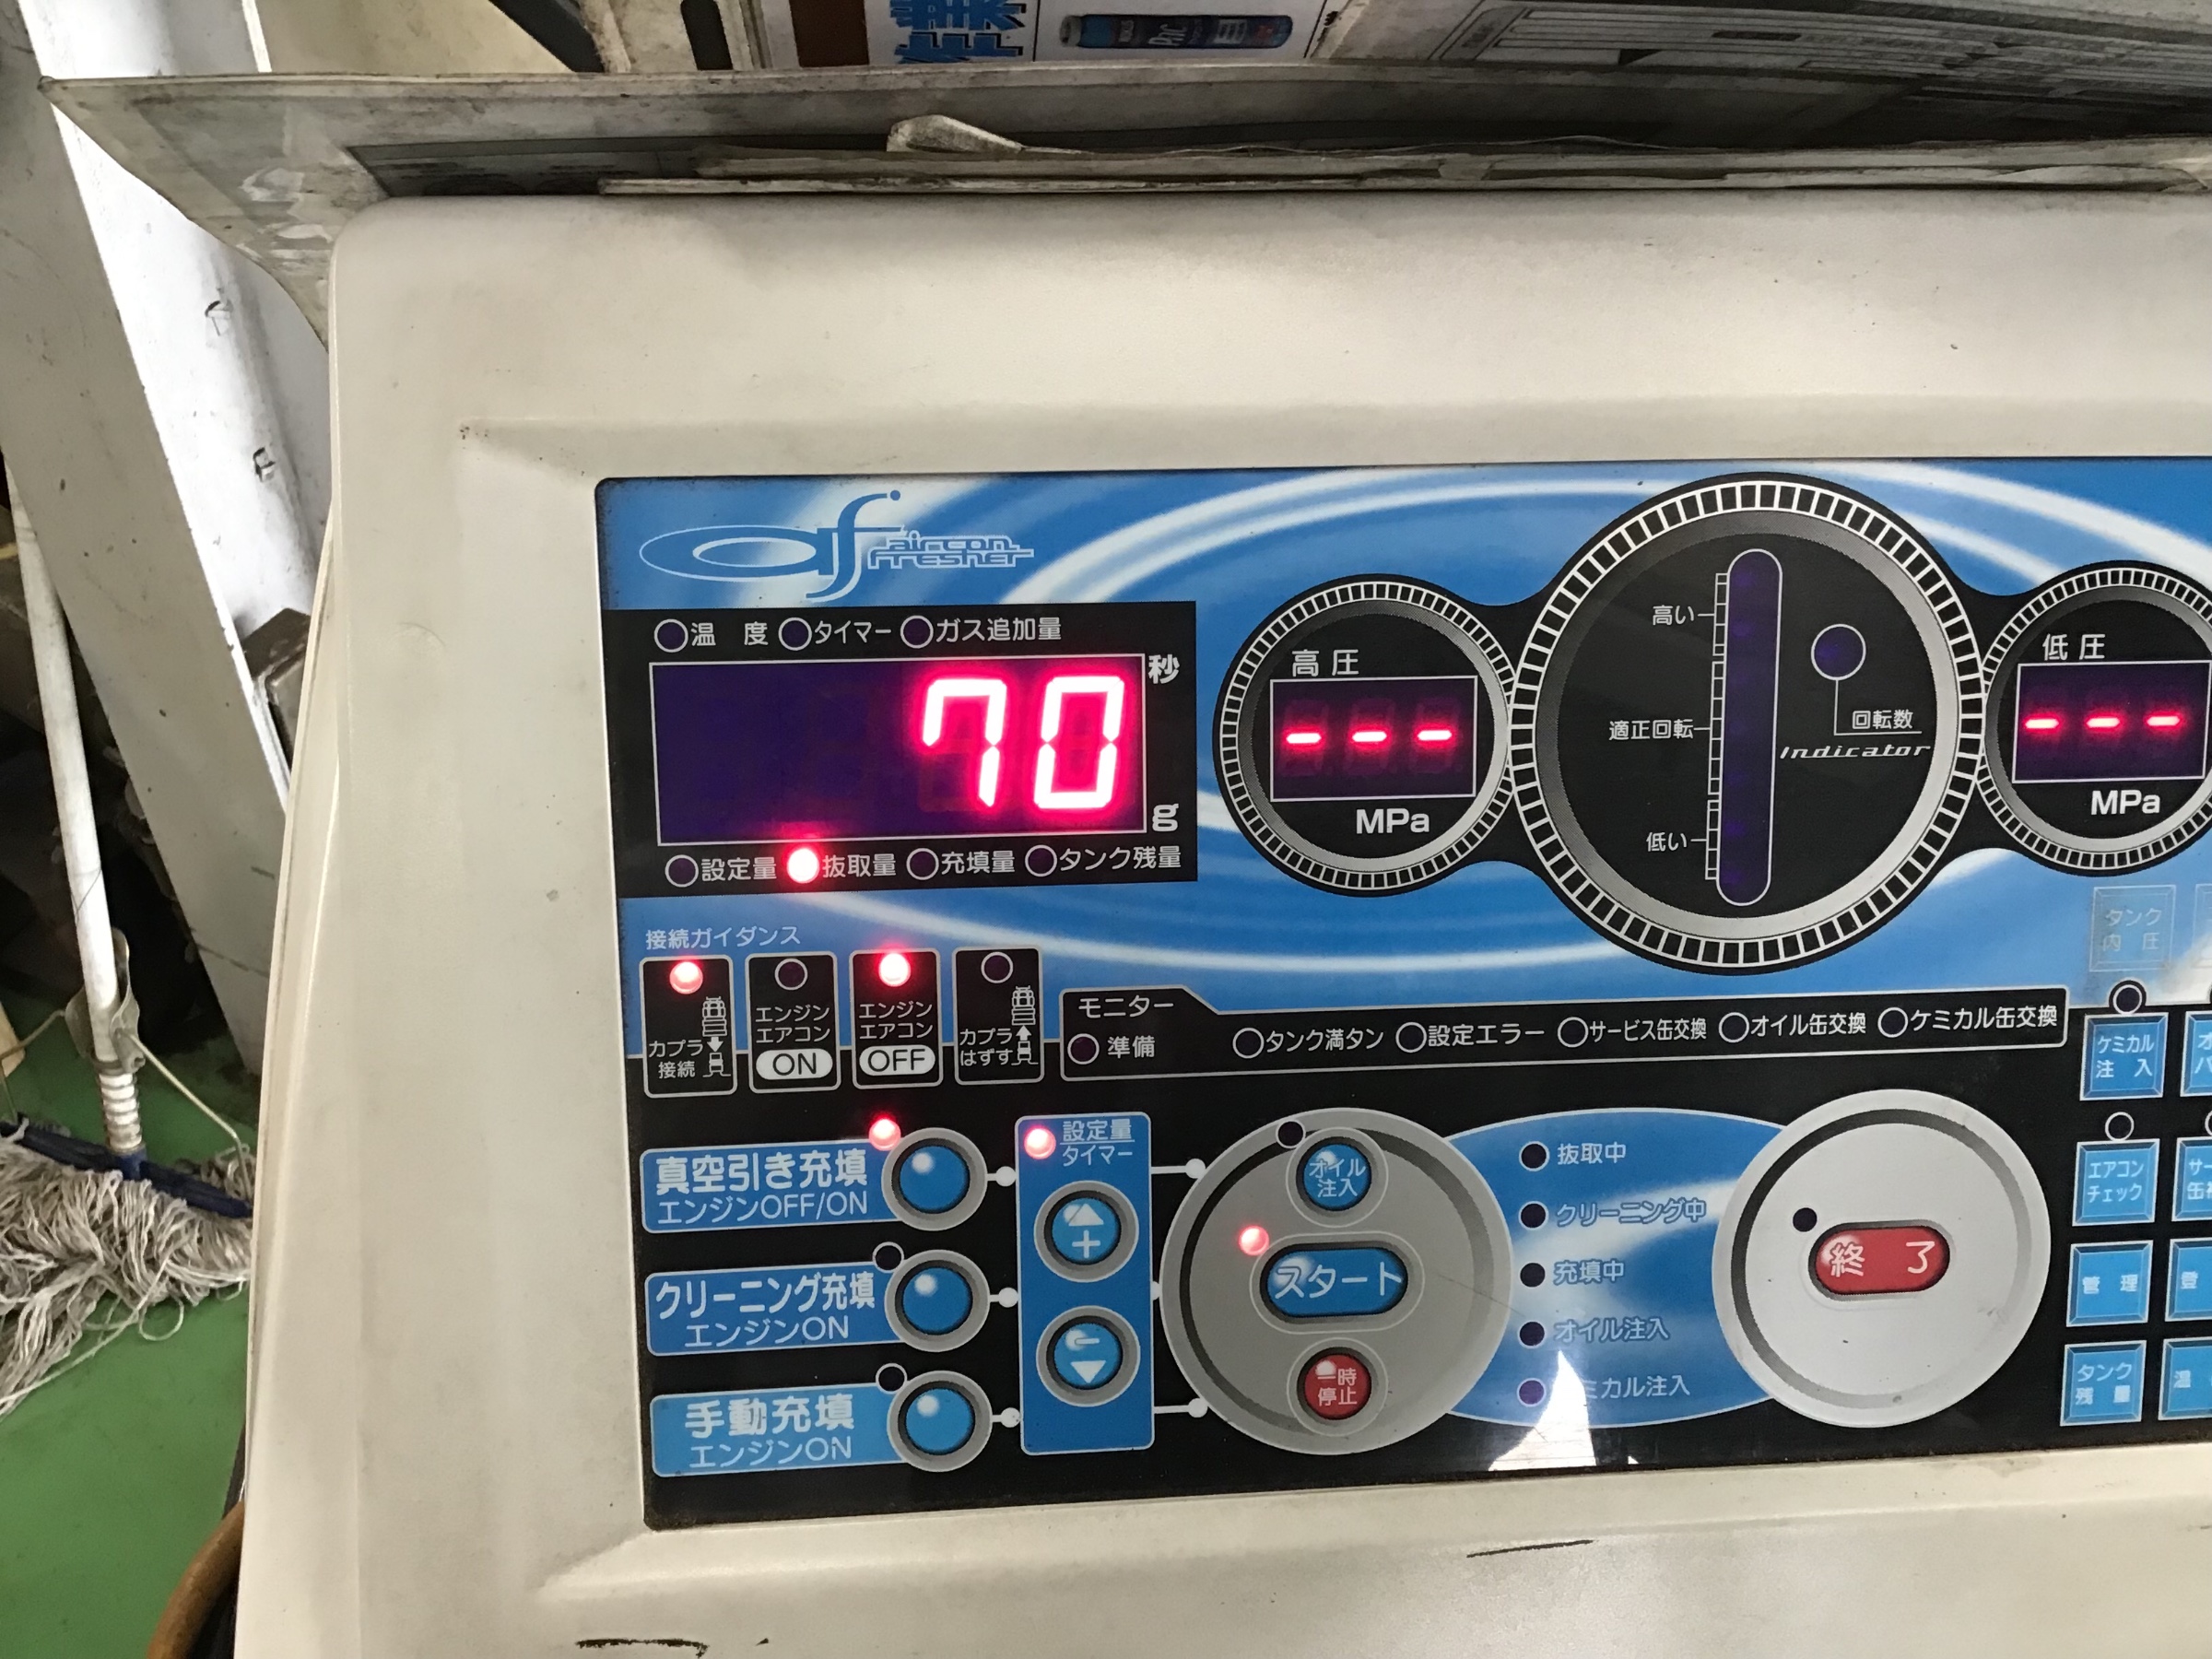 作業
PAC
aircon
fresher
温 度 タイマー ガス追加量
秒
70
g
設定量 抜取量 充填量 タンク残量
高圧
---
MPa
高い
適正回転
低い
回転数
Indicator
低圧
---
MPa
接続ガイダンス
カプラ
接続
エンジン
エアコン
ON
エンジン
エアコン
OFF
カプラ
はずす
モニター
準備 タンク満タン 設定エラー サービス缶交換 オイル缶交換 ケミカル缶交換
タンク
内 圧
ケミカル
注 入
エアコン
チェック
管 理
タンク
残 量
真空引き充填
エンジンOFF/ON
クリーニング充填
エンジンON
手動充填
エンジンON
設定量
タイマー
+
-
オイル
注入
スタート
一時
停止
抜取中
クリーニング中
充填中
オイル注入
ミカル注入
終 了